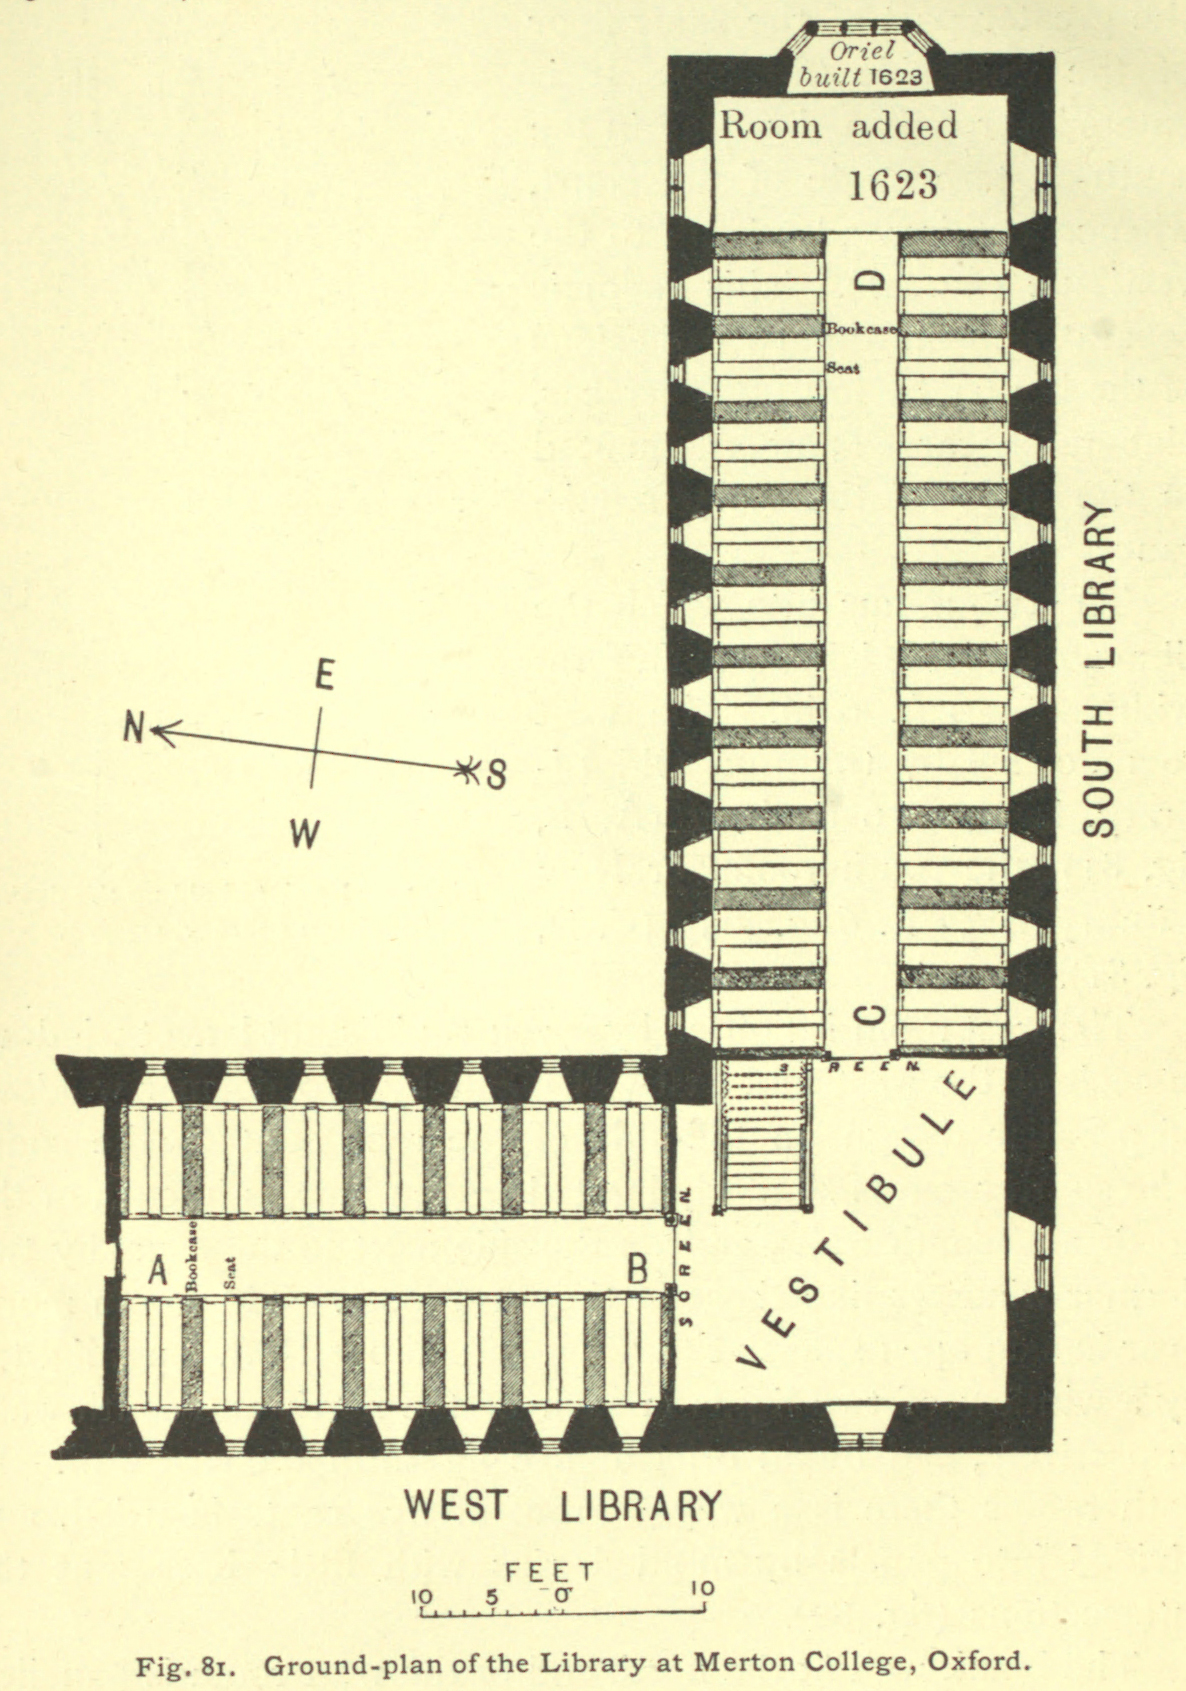 Oriel
built 1623
Room added
1623
D
Bookcase
Seat
SOUTH LIBRARY
E
N
S
W
C
SCREEN
VESTIBULE
SCREEN
A
Bookcase
Seat
B
WEST LIBRARY
FEET
10 5 0 10
Fig. 81. Ground-plan of the Library at Merton College, Oxford.